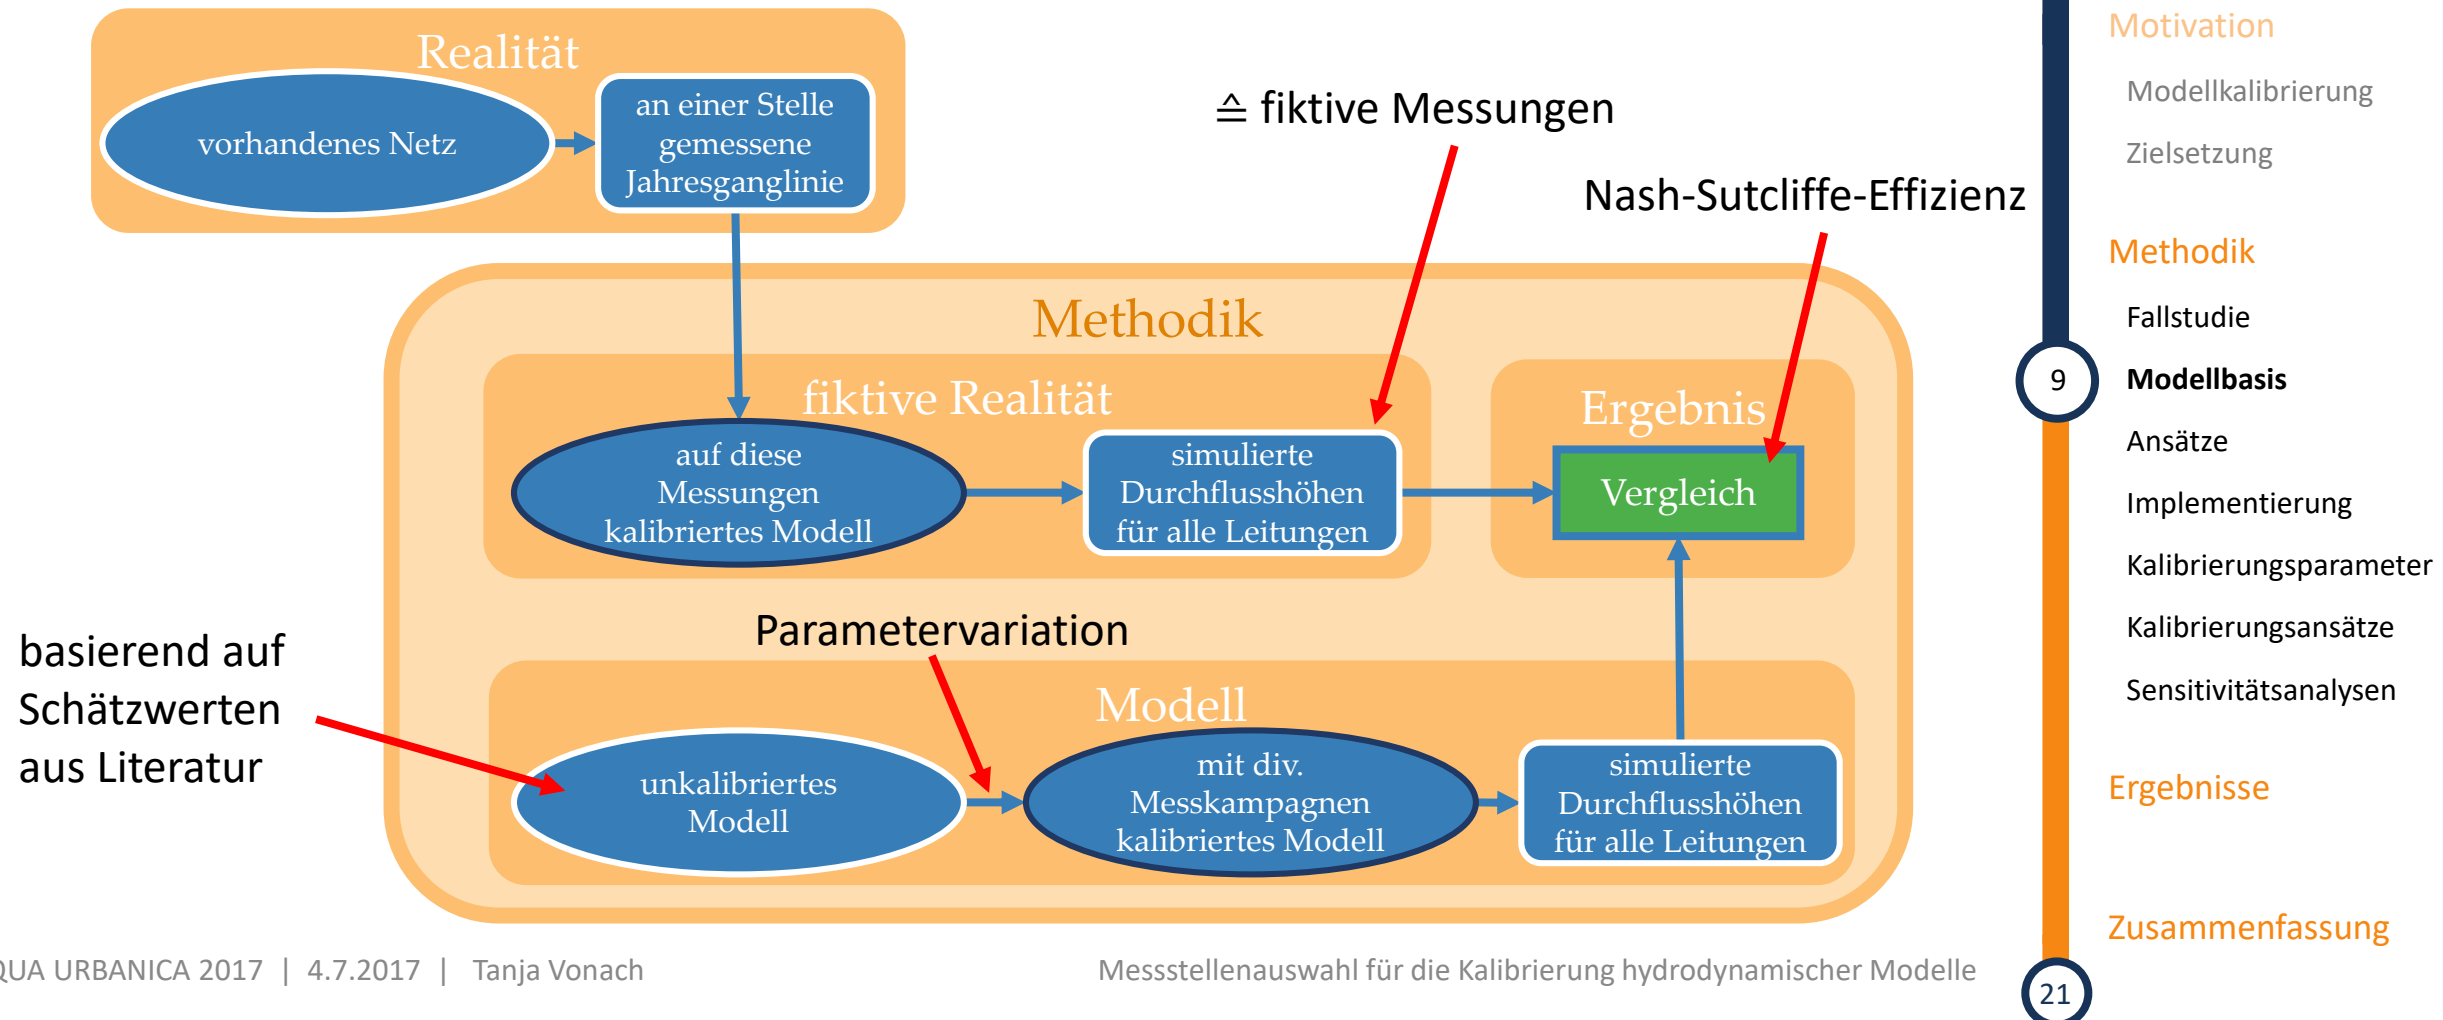 Realität
vorhandenes Netz
an einer Stelle
gemessene
Jahresganglinie
≙ fiktive Messungen
Nash-Sutcliffe-Effizienz
Methodik
fiktive Realität
auf diese
Messungen
kalibriertes Modell
simulierte
Durchflusshöhen
für alle Leitungen
Ergebnis
Vergleich
Parametervariation
basierend auf
Schätzwerten
aus Literatur
Modell
unkalibriertes
Modell
mit div.
Messkampagnen
kalibriertes Modell
simulierte
Durchflusshöhen
für alle Leitungen
Motivation
Modellkalibrierung
Zielsetzung
Methodik
Fallstudie
9
Modellbasis
Ansätze
Implementierung
Kalibrierungsparameter
Kalibrierungsansätze
Sensitivitätsanalysen
Ergebnisse
Zusammenfassung
21
QUA URBANICA 2017 | 4.7.2017 | Tanja Vonach
Messstellenauswahl für die Kalibrierung hydrodynamischer Modelle